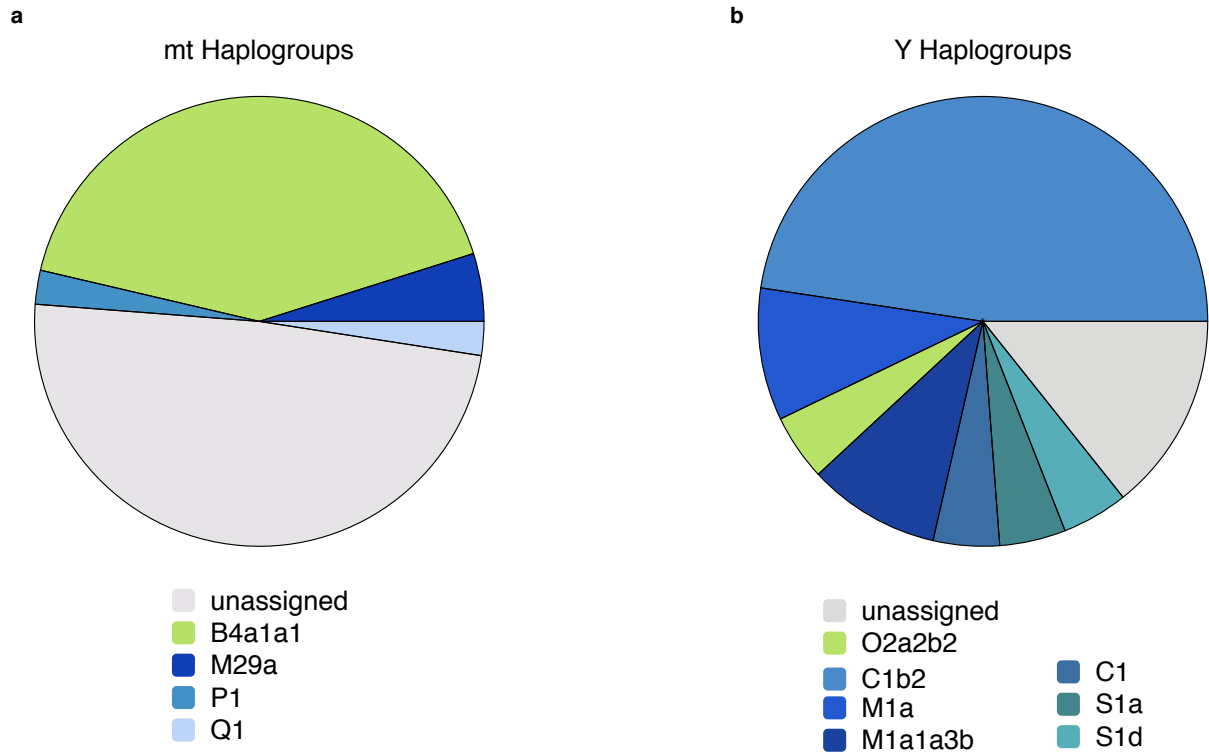 a
mt Haplogroups
unassigned
B4a1a1
M29a
P1
Q1
b
Y Haplogroups
unassigned
O2a2b2
C1b2
M1a
M1a1a3b
C1
S1a
S1d